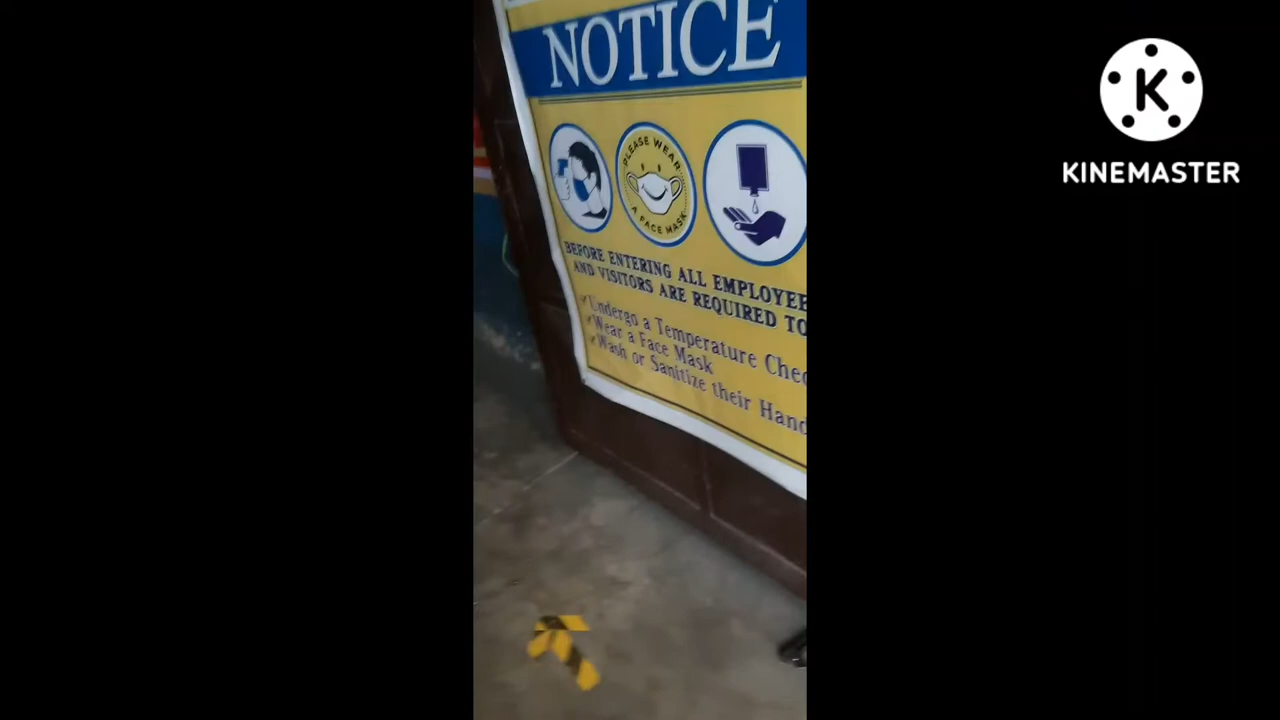 NOTICE
PLEASE WEAR
A FACE MASK
BEFORE ENTERING ALL EMPLOYEE
AND VISITORS ARE REQUIRED TO
Undergo a Temperature Chec
Wear a Face Mask
Wash or Sanitize their Hand
K
KINEMASTER